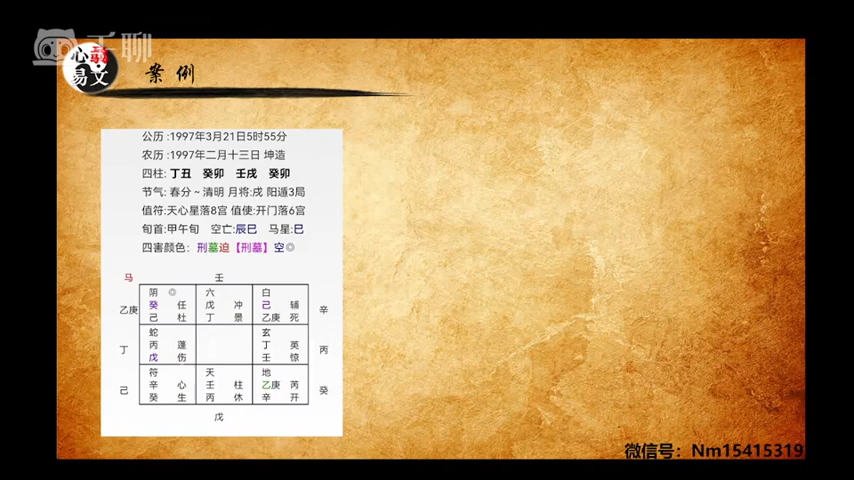 千聊
心易
易文
案例
公历 :1997年3月21日5时55分
农历 :1997年二月十三日 坤造
四柱: 丁丑 癸卯 壬戌 癸卯
节气: 春分 ~ 清明 月将:戌 阳遁3局
值符:天心星落8宫 值使:开门落6宫
旬首:甲午旬 空亡:辰巳 马星:巳
四害颜色: 刑墓迫【刑墓】空◎
马 壬
阴 ◎ 六 白
癸 任 戊 冲 己 辅
乙庚 己 杜 丁 景 乙庚 死 辛
蛇 玄
丁 丙 蓬 丁 英 丙
戊 伤 壬 惊
符 天 地
己 辛 心 壬 柱 乙庚 芮 癸
癸 生 丙 休 辛 开
戊
微信号: Nm15415319